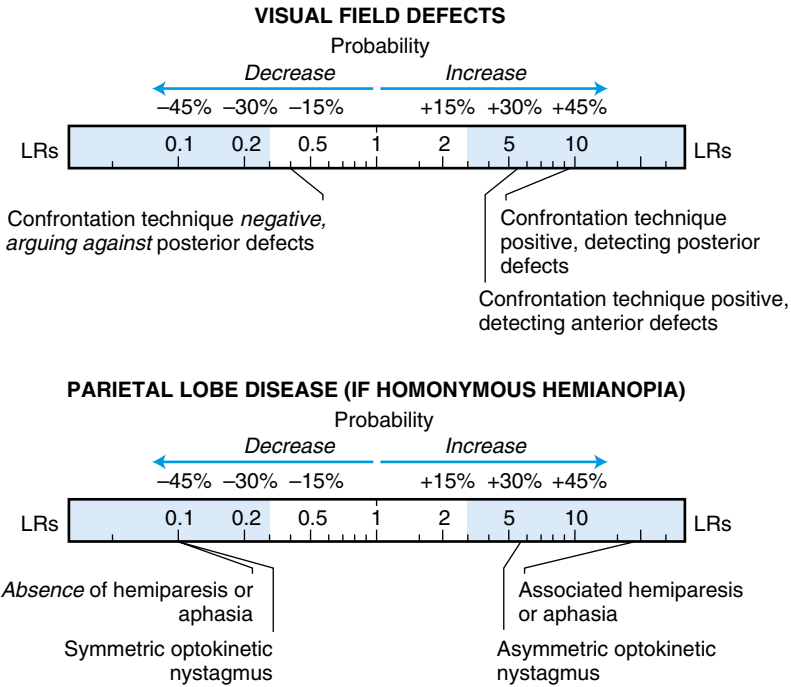 VISUAL FIELD DEFECTS
Probability
Decrease Increase
–45% –30% –15% +15% +30% +45%
LRs 0.1 0.2 0.5 1 2 5 10 LRs
Confrontation technique negative,
arguing against posterior defects
Confrontation technique
positive, detecting posterior
defects
Confrontation technique positive,
detecting anterior defects
PARIETAL LOBE DISEASE (IF HOMONYMOUS HEMIANOPIA)
Probability
Decrease Increase
–45% –30% –15% +15% +30% +45%
LRs 0.1 0.2 0.5 1 2 5 10 LRs
Absence of hemiparesis or
aphasia
Symmetric optokinetic
nystagmus
Associated hemiparesis
or aphasia
Asymmetric optokinetic
nystagmus